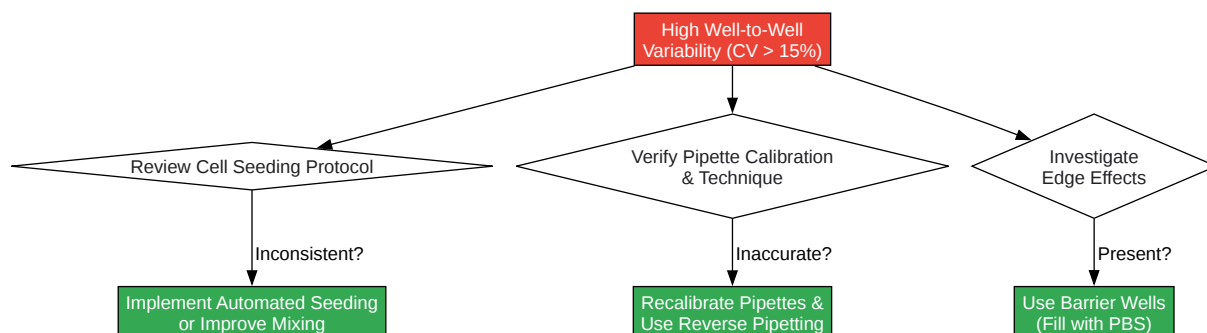 High Well-to-Well
Variability (CV > 15%)
Review Cell Seeding Protocol
Verify Pipette Calibration
& Technique
Investigate
Edge Effects
Inconsistent?
Inaccurate?
Present?
Implement Automated Seeding
or Improve Mixing
Recalibrate Pipettes &
Use Reverse Pipetting
Use Barrier Wells
(Fill with PBS)